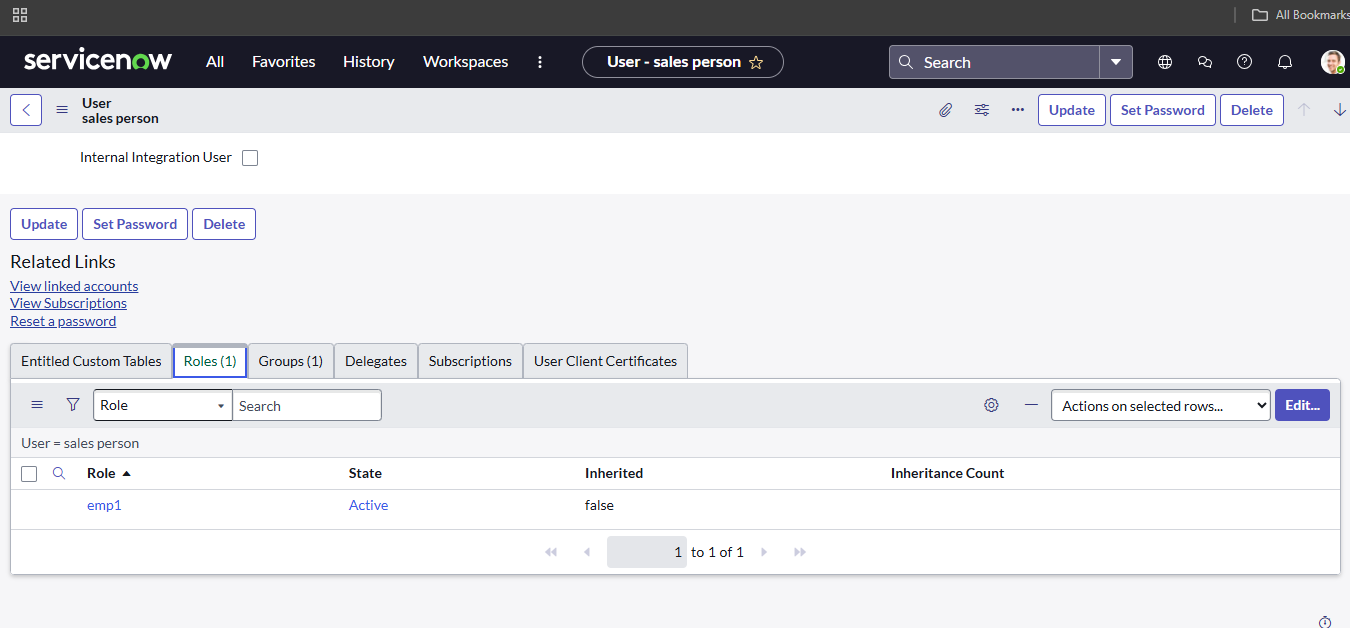 All Bookmarks
servicenow All Favorites History Workspaces User - sales person Search
User
sales person
Update Set Password Delete
Internal Integration User
Update Set Password Delete
Related Links
View linked accounts
View Subscriptions
Reset a password
Entitled Custom Tables Roles (1) Groups (1) Delegates Subscriptions User Client Certificates
Role Search Actions on selected rows... Edit...
User = sales person
Role State Inherited Inheritance Count
emp1 Active false
1 to 1 of 1